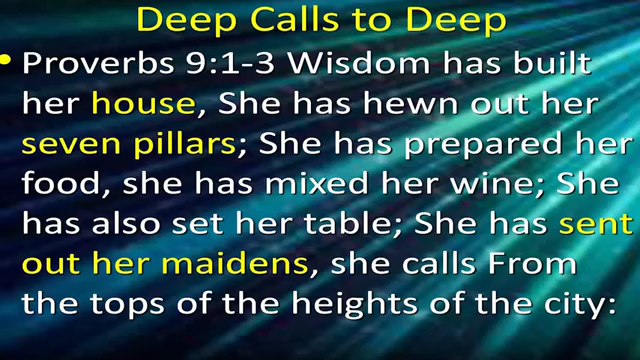 Deep Calls to Deep
• Proverbs 9:1-3 Wisdom has built
her house, She has hewn out her
seven pillars; She has prepared her
food, she has mixed her wine; She
has also set her table; She has sent
out her maidens, she calls From
the tops of the heights of the city: